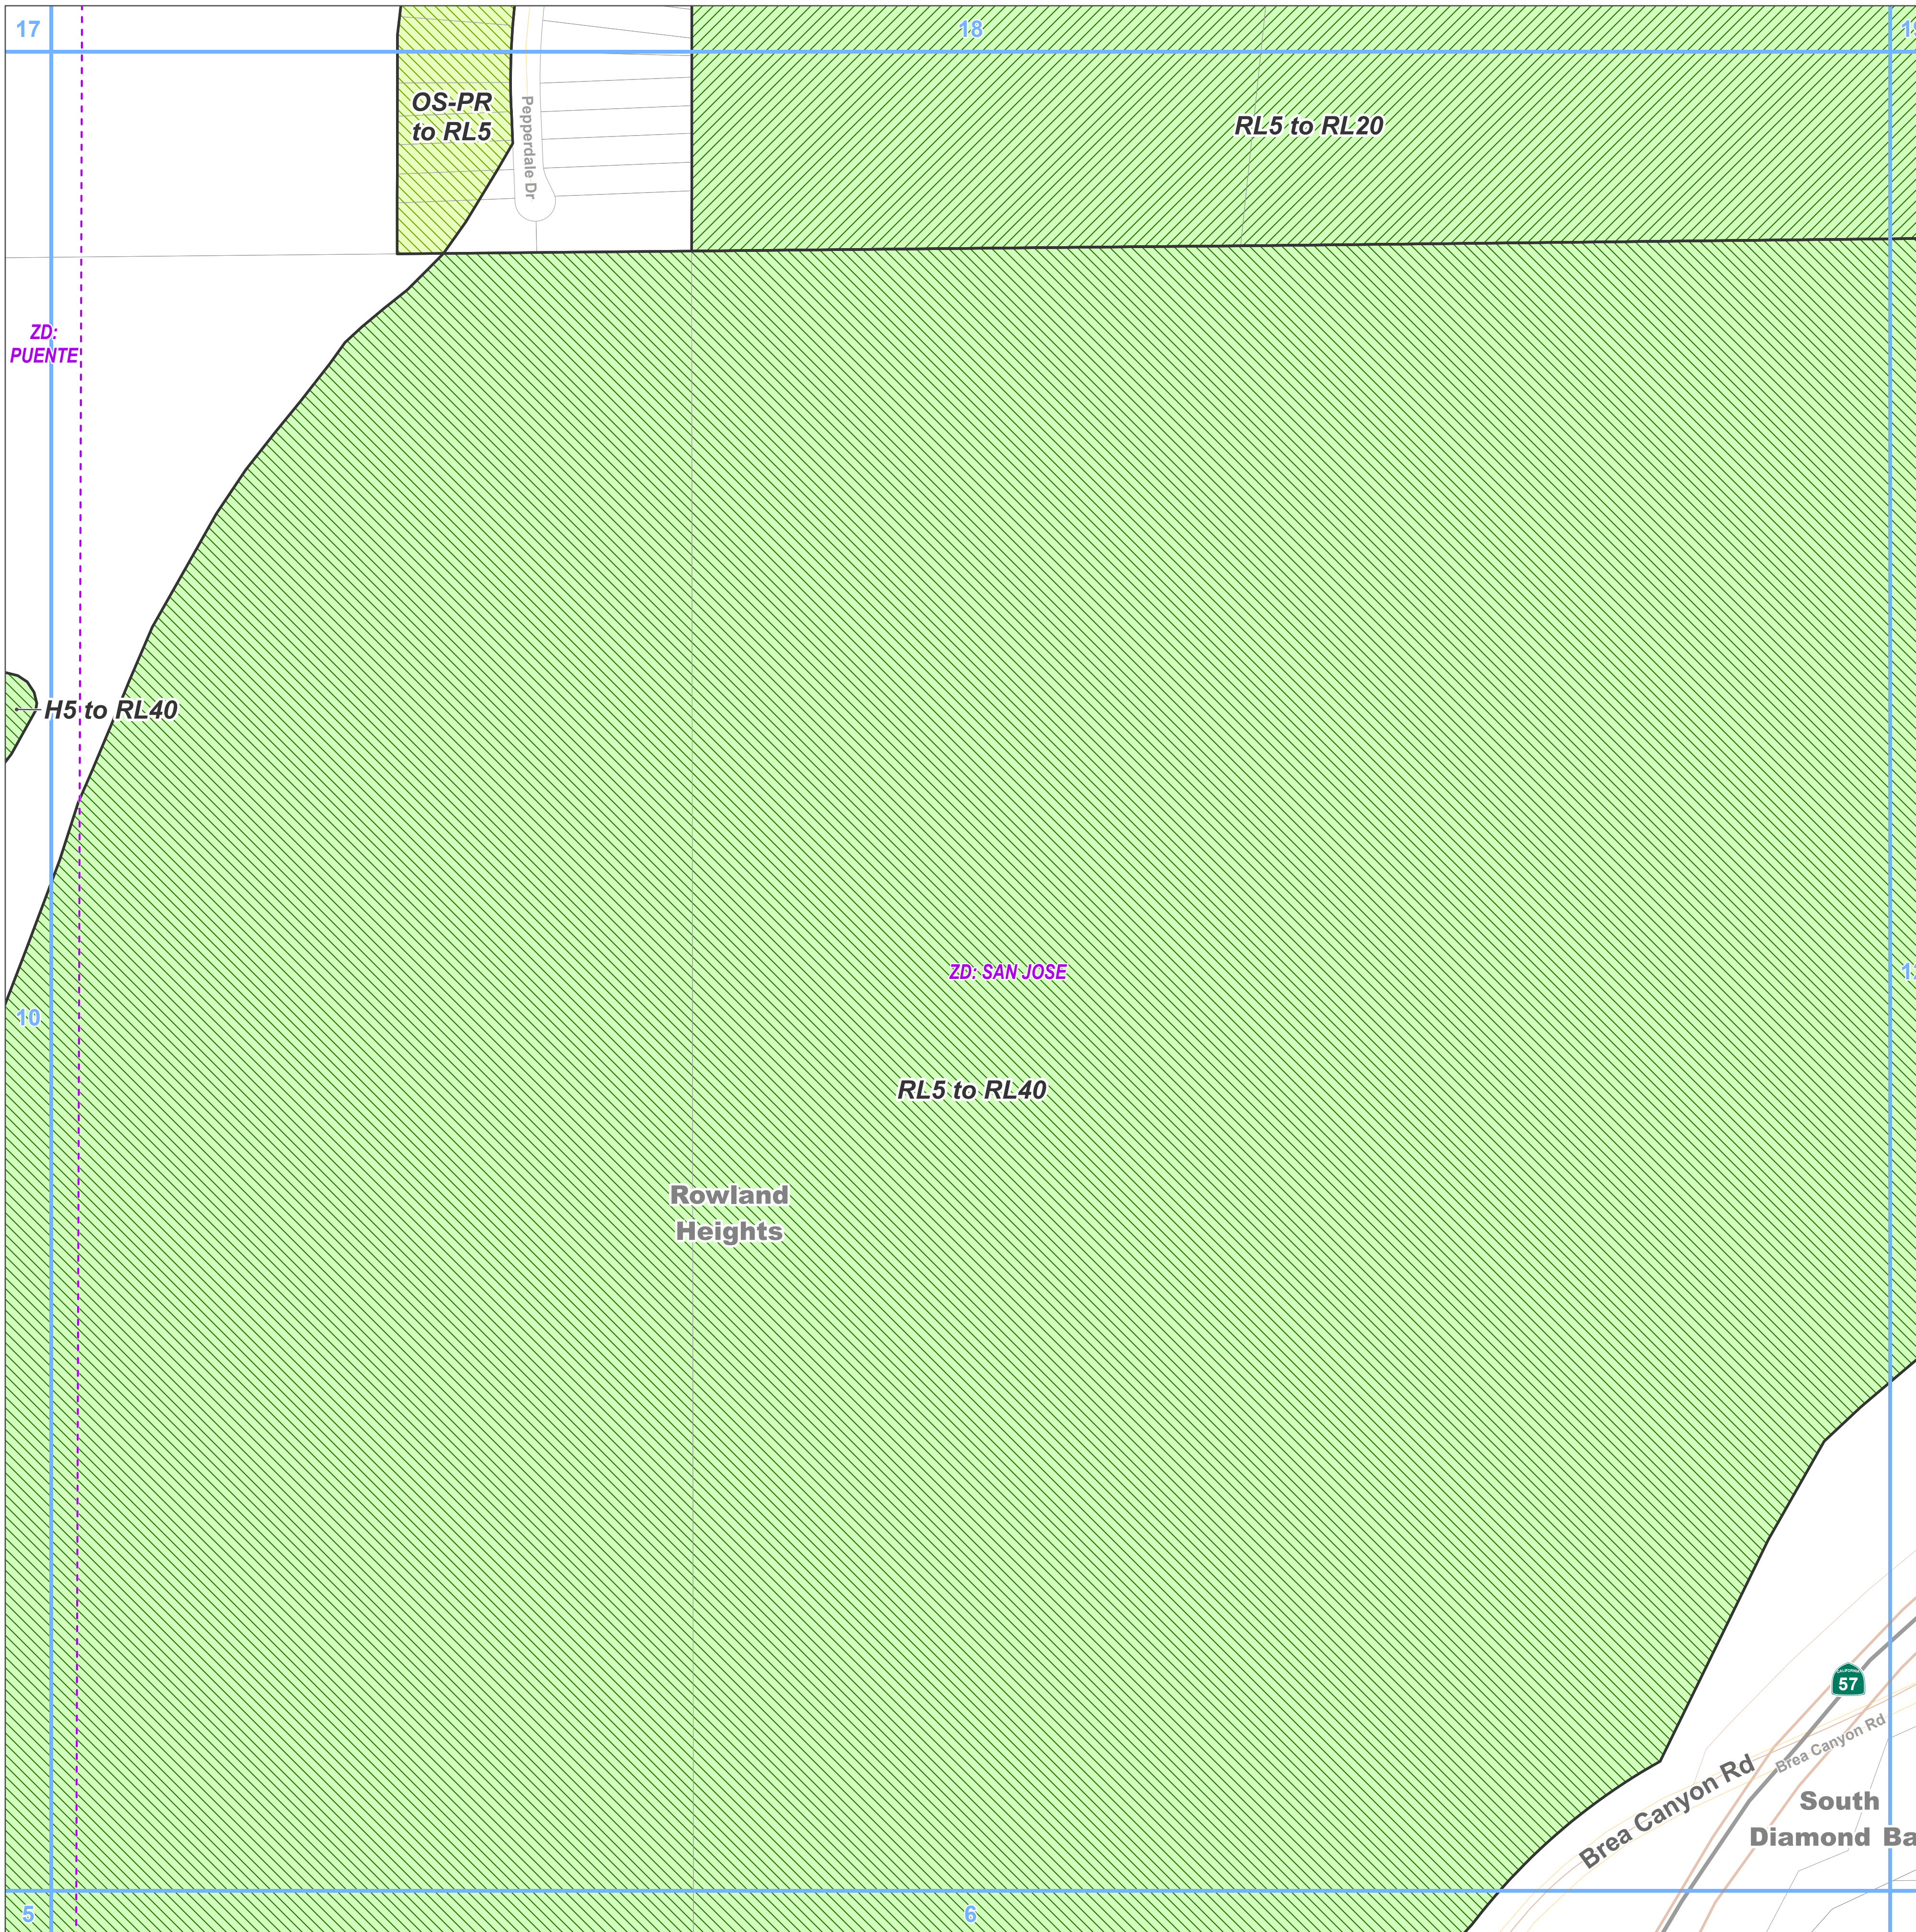 17
18
OS-PR
to RL5
Pepperdale Dr
RL5 to RL20
ZD:
PUENTE
H5 to RL40
10
ZD: SAN JOSE
RL5 to RL40
Rowland
Heights
CALIFORNIA
57
Brea Canyon Rd
Brea Canyon Rd
South
Diamond Ba
5
6